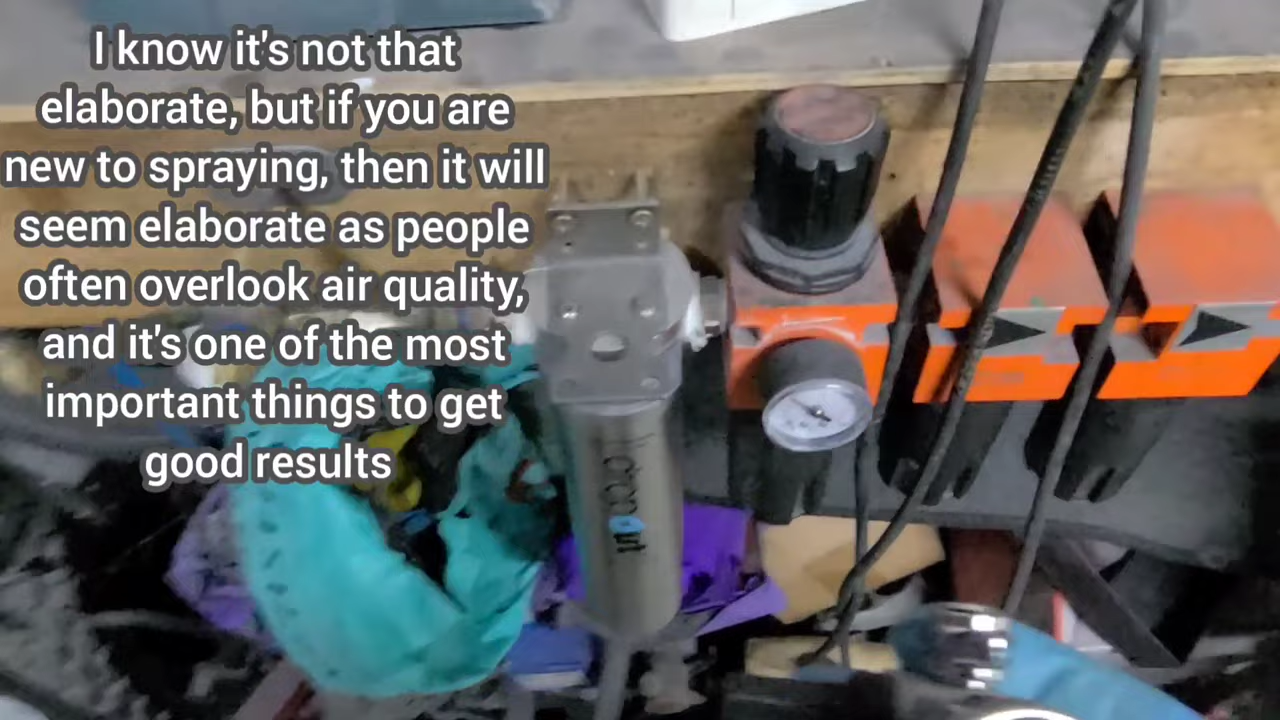 I know it's not that
elaborate, but if you are
new to spraying, then it will
seem elaborate as people
often overlook air quality,
and it's one of the most
important things to get
good results